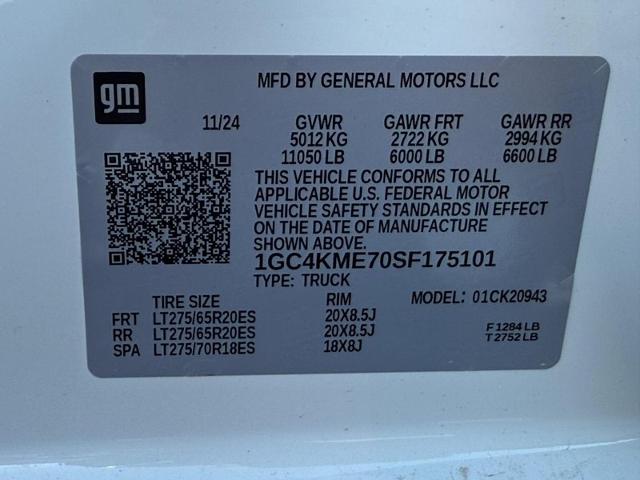 gm
MFD BY GENERAL MOTORS LLC
11/24 GVWR GAWR FRT GAWR RR
5012 KG 2722 KG 2994 KG
11050 LB 6000 LB 6600 LB
THIS VEHICLE CONFORMS TO ALL
APPLICABLE U.S. FEDERAL MOTOR
VEHICLE SAFETY STANDARDS IN EFFECT
ON THE DATE OF MANUFACTURE
SHOWN ABOVE.
1GC4KME70SF175101
TYPE: TRUCK
TIRE SIZE RIM MODEL: 01CK20943
FRT LT275/65R20ES 20X8.5J
RR LT275/65R20ES 20X8.5J F 1284 LB
SPA LT275/70R18ES 18X8J T 2752 LB